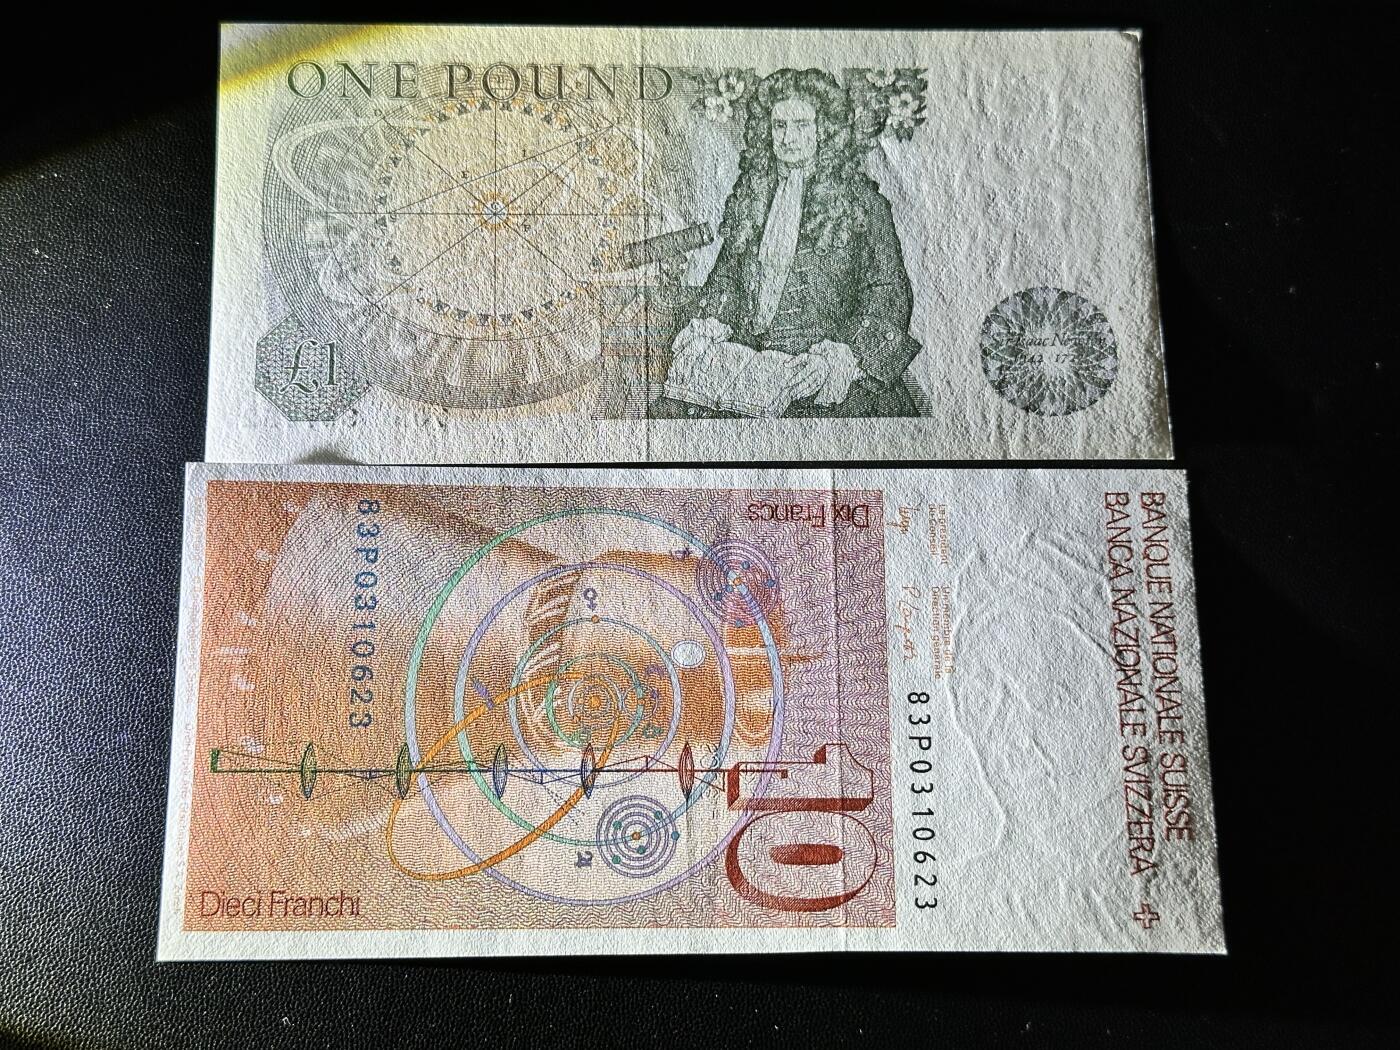 ONE POUND
£1
Isaac Newton
Dix Francs
83P0310623
Dieci Franchi
10
83P0310623
BANQUE NATIONALE SUISSE
BANCA NAZIONALE SVIZZERA